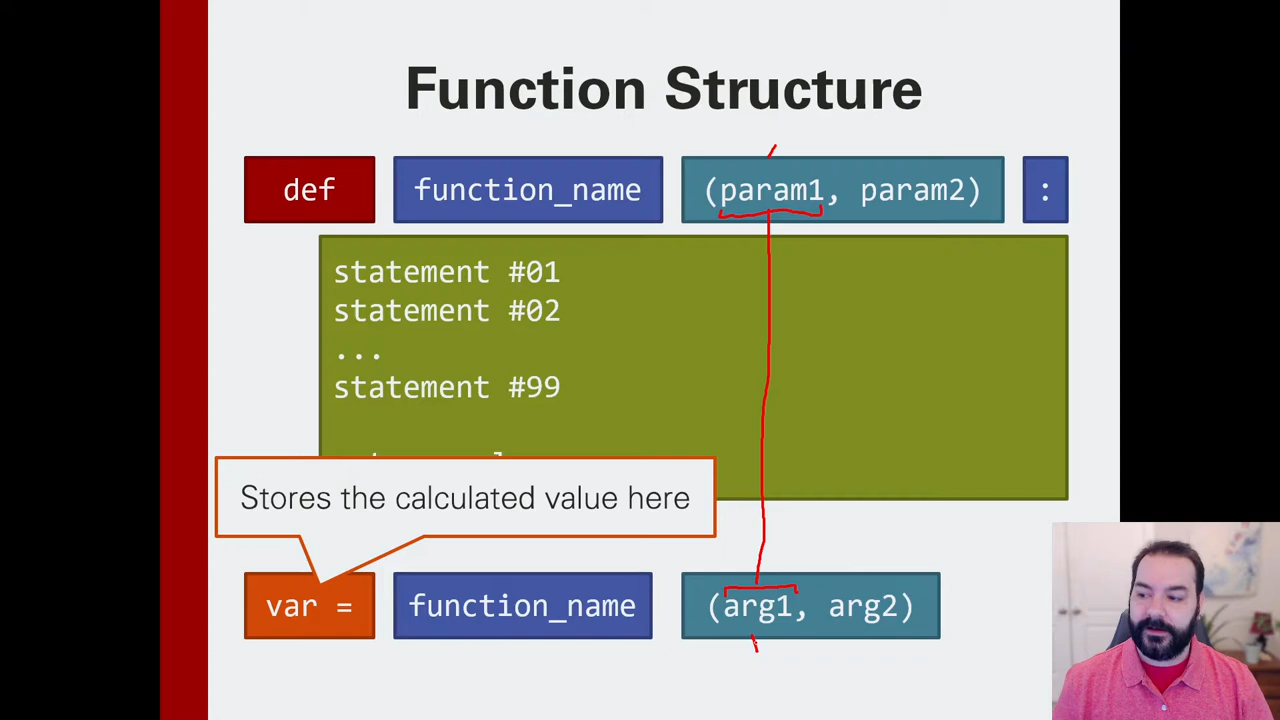 Function Structure
def function_name (param1, param2) :
statement #01
statement #02
...
statement #99
Stores the calculated value here
var = function_name (arg1, arg2)